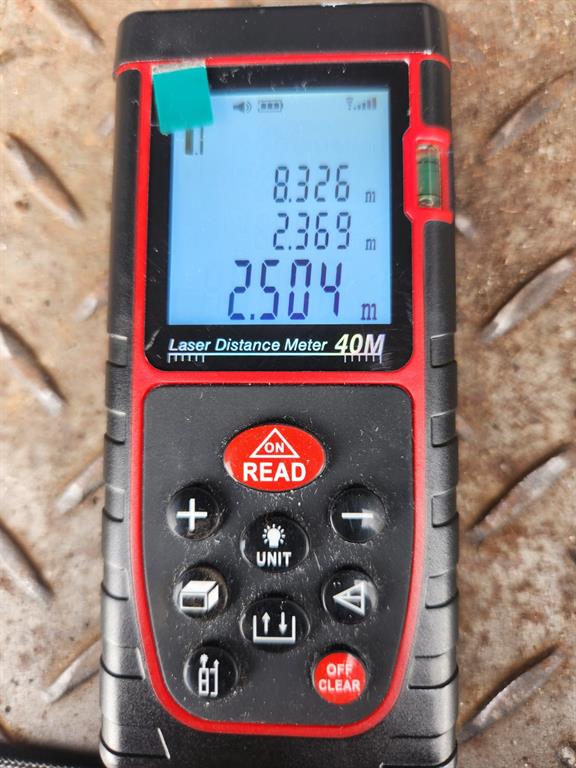 8.326 m
2.369 m
2.504 m
Laser Distance Meter 40M
ON
READ
+ −
UNIT
OFF
CLEAR